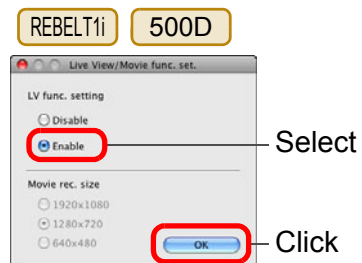 REBELT1i 500D
Live View/Movie func. set.
LV func. setting
Disable
Enable
Select
Movie rec. size
1920x1080
1280x720
640x480
OK
Click